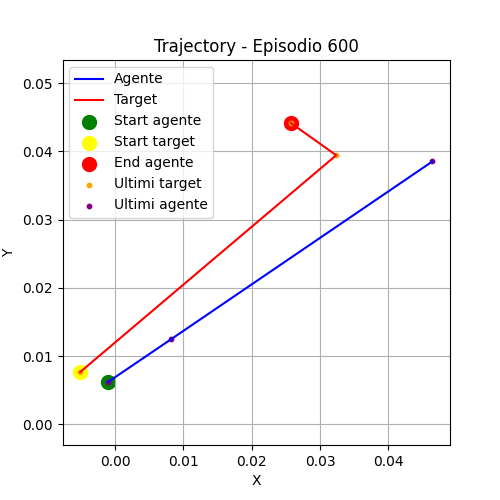 Trajectory - Episodio 600
Agente
Target
Start agente
Start target
End agente
Ultimi target
Ultimi agente
0.05
0.04
0.03
0.02
0.01
0.00
Y
0.00 0.01 0.02 0.03 0.04
X